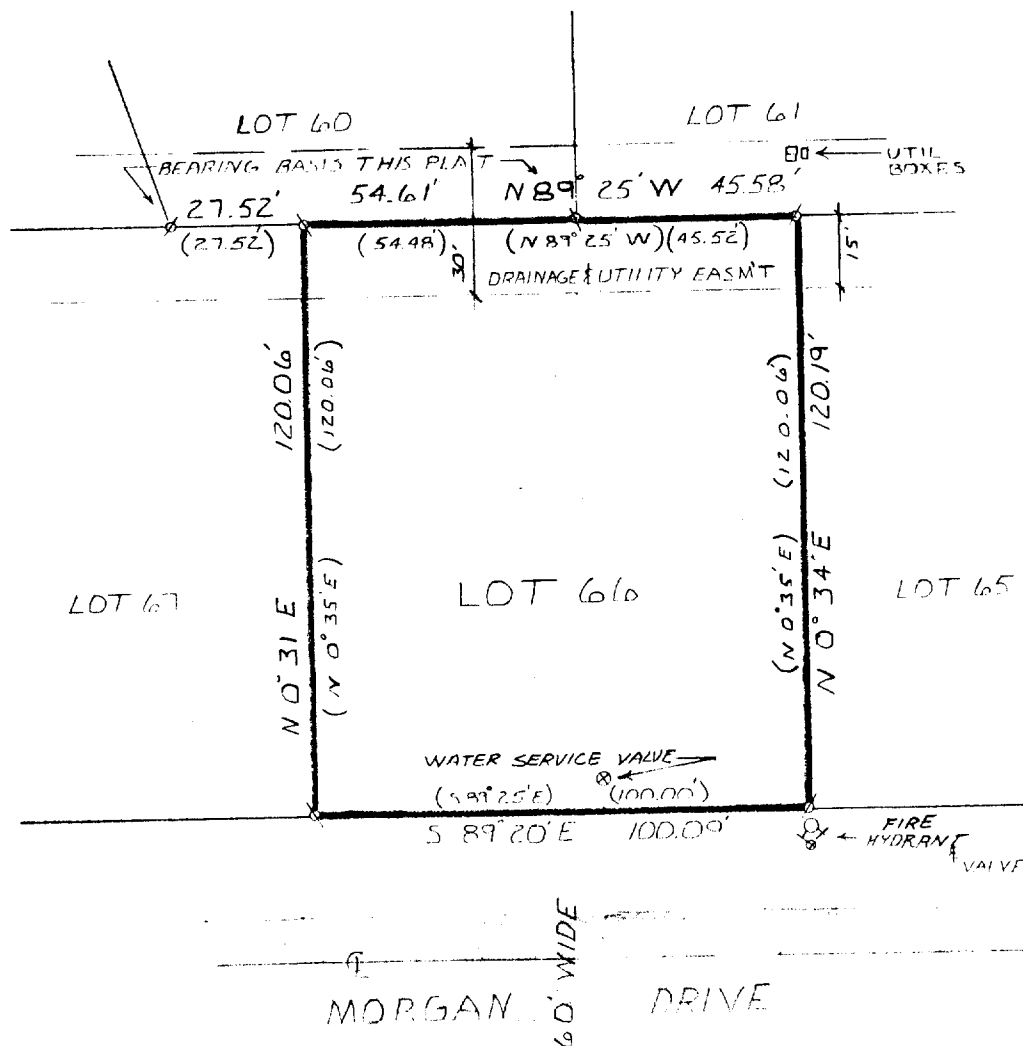 LOT 60
LOT 61
BEARING BASIS THIS PLAT
UTIL
BOXES
27.52'
54.61'
N 89° 25' W 45.58'
(27.52')
(54.48')
(N 89° 25' W) (45.52')
30'
15'
DRAINAGE & UTILITY EASM'T
120.06'
(120.06')
(120.06')
120.19'
LOT 67
LOT 66
LOT 65
N 0° 31 E
(N 0° 35' E)
(N 0° 35' E)
N 0° 34' E
WATER SERVICE VALVE
(S 89° 25' E) (100.00')
S 89° 20' E 100.09'
FIRE
HYDRANT
VALVE
60' WIDE
MORGAN DRIVE